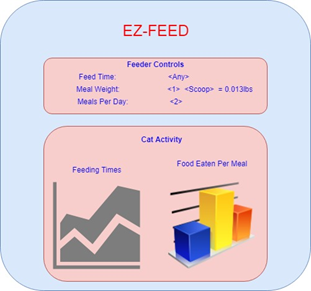 EZ-FEED
Feeder Controls
Feed Time: <Any>
Meal Weight: <1> <Scoop> = 0.013lbs
Meals Per Day: <2>
Cat Activity
Feeding Times
Food Eaten Per Meal